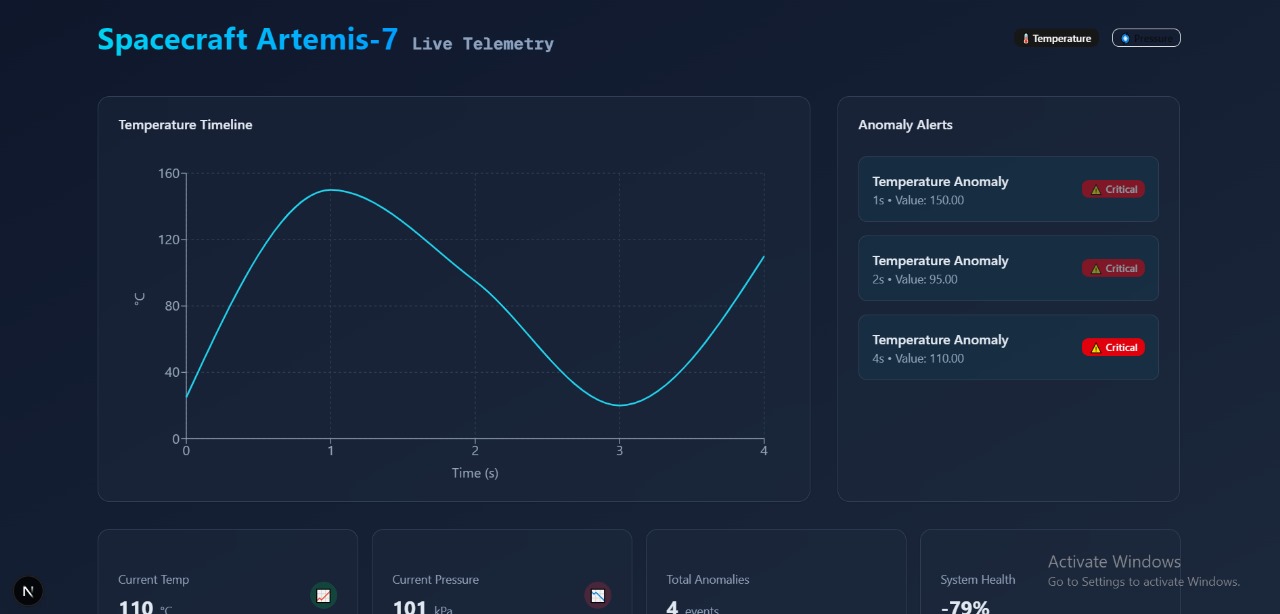 Spacecraft Artemis-7 Live Telemetry
Temperature
Pressure
Temperature Timeline
160
120
80
40
0
°C
0 1 2 3 4
Time (s)
Anomaly Alerts
Temperature Anomaly
1s • Value: 150.00
Critical
Temperature Anomaly
2s • Value: 95.00
Critical
Temperature Anomaly
4s • Value: 110.00
Critical
Current Temp
110 °C
Current Pressure
101 kPa
Total Anomalies
4 events
System Health
-79%
Activate Windows
Go to Settings to activate Windows.
N